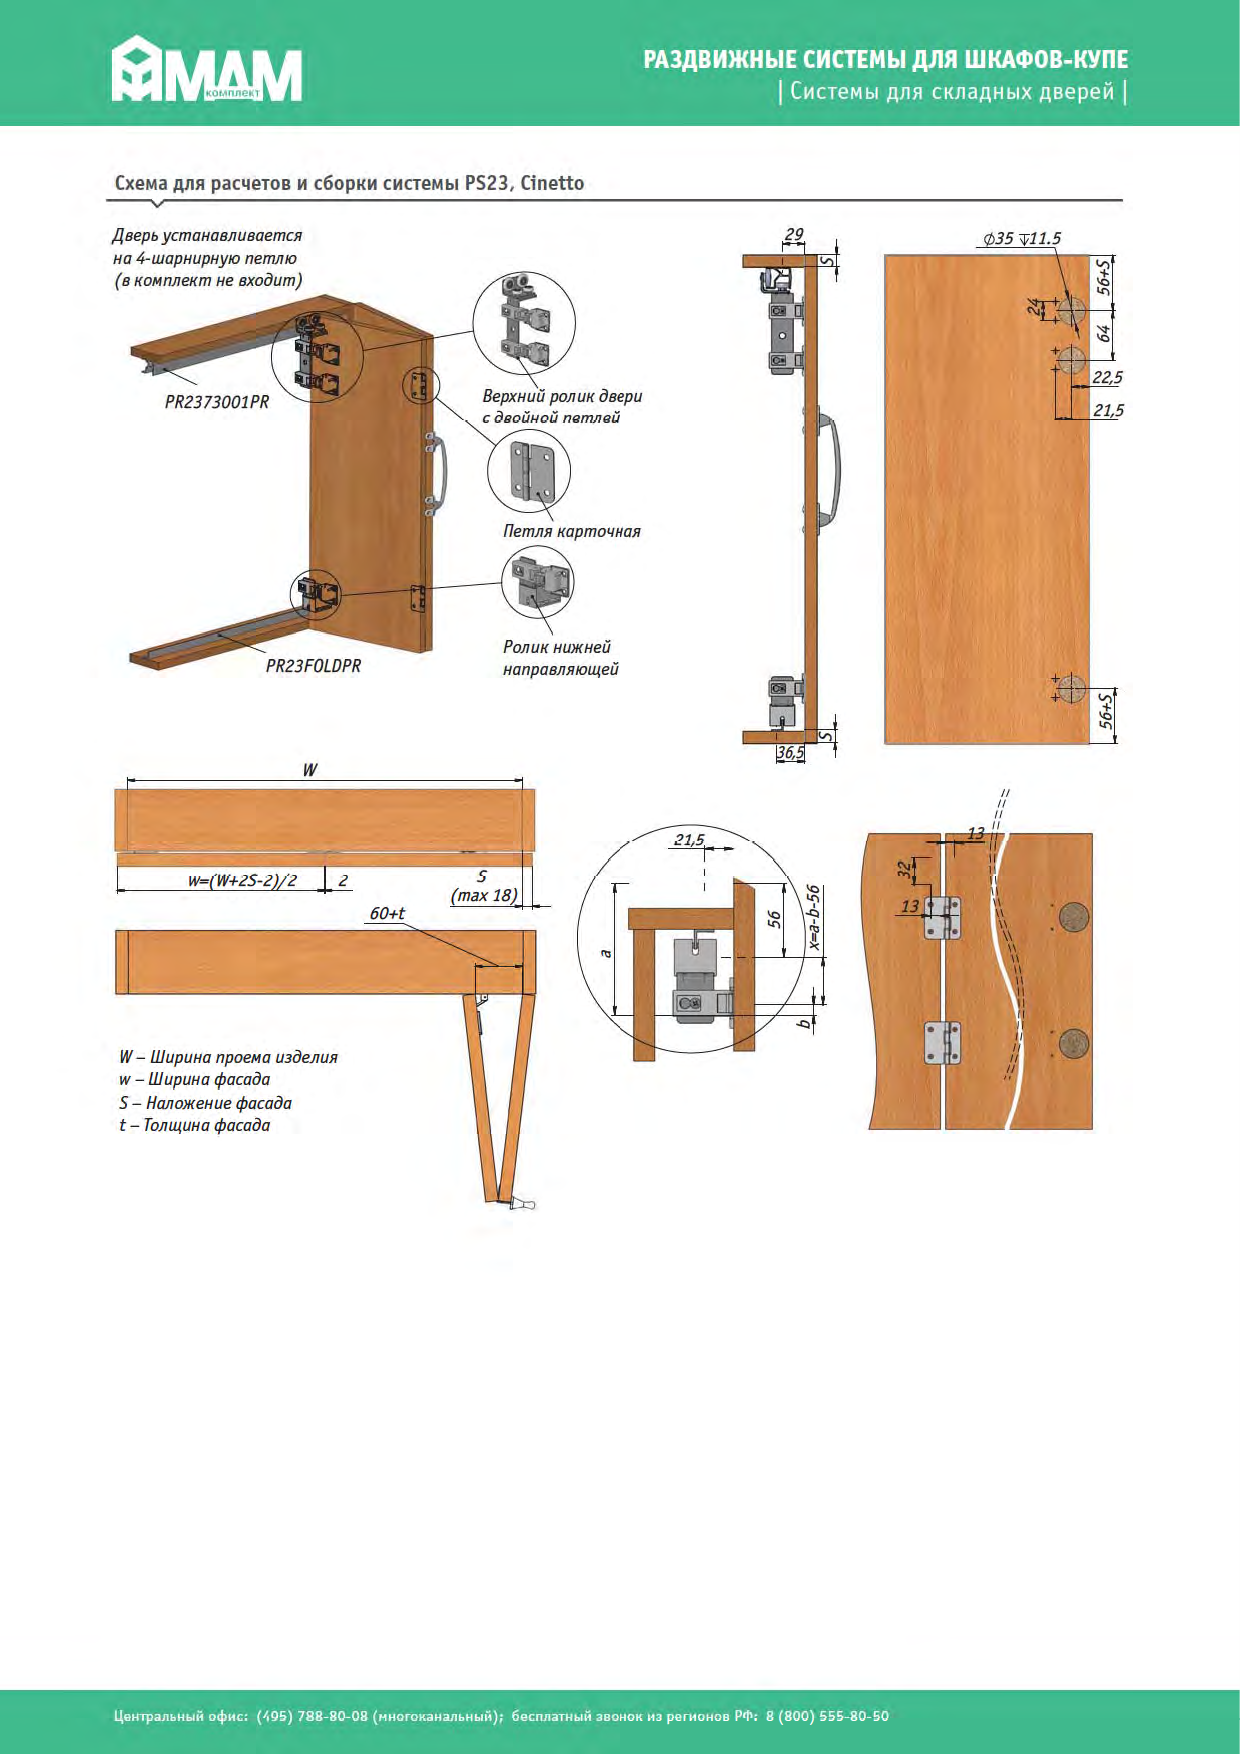 МДМ
КОМПЛЕКТ
РАЗДВИЖНЫЕ СИСТЕМЫ ДЛЯ ШКАФОВ-КУПЕ
| Системы для складных дверей |
Схема для расчетов и сборки системы PS23, Cinetto
Дверь устанавливается
на 4-шарнирную петлю
(в комплект не входит)
PR2373001PR
Верхний ролик двери
с двойной петлей
Петля карточная
Ролик нижней
направляющей
PR23FOLDPR
29
S
S
36,5
⌀35 ↧11.5
56+S
24
64
22,5
21,5
56+S
W
w=(W+2S-2)/2
2
S
(max 18)
60+t
W – Ширина проема изделия
w – Ширина фасада
S – Наложение фасада
t – Толщина фасада
21,5
56
x=a-b-56
a
b
13
32
13
Центральный офис: (495) 788-80-08 (многоканальный); бесплатный звонок из регионов РФ: 8 (800) 555-80-50